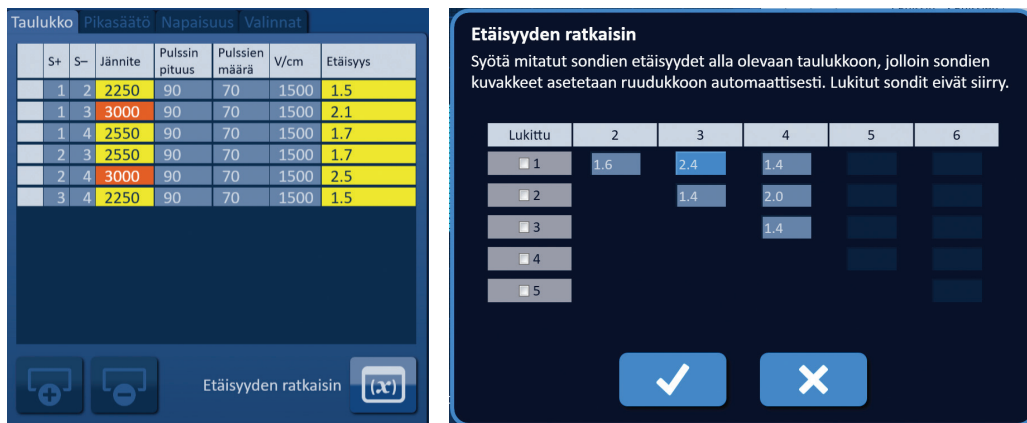 Taulukko Pikasäätö Napaisuus Valinnat
S+ S– Jännite Pulssin pituus Pulssien määrä V/cm Etäisyys
1 2 2250 90 70 1500 1.5
1 3 3000 90 70 1500 2.1
1 4 2550 90 70 1500 1.7
2 3 2550 90 70 1500 1.7
2 4 3000 90 70 1500 2.5
3 4 2250 90 70 1500 1.5
Etäisyyden ratkaisin (x)
Etäisyyden ratkaisin
Syötä mitatut sondien etäisyydet alla olevaan taulukkoon, jolloin sondien
kuvakkeet asetetaan ruudukkoon automaattisesti. Lukitut sondit eivät siirry.
Lukittu 2 3 4 5 6
1 1.6 2.4 1.4
2 1.4 2.0
3 1.4
4
5